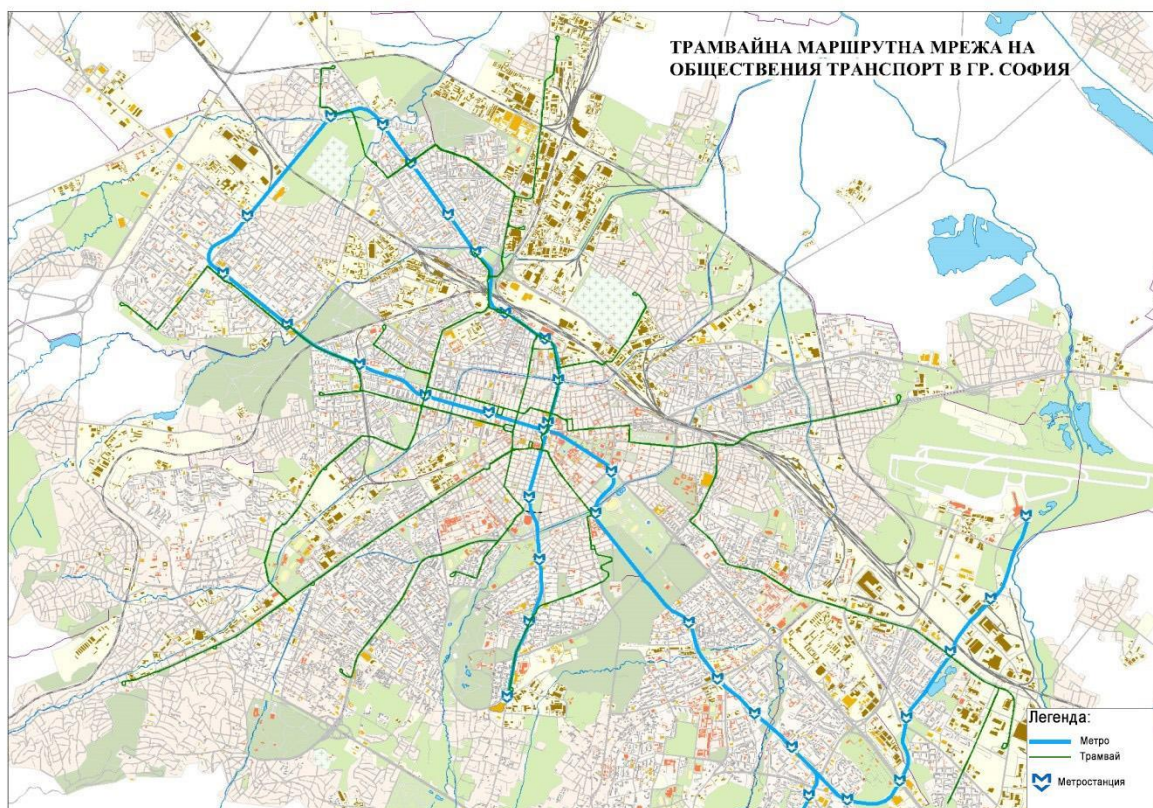 ТРАМВАЙНА МАРШРУТНА МРЕЖА НА
ОБЩЕСТВЕНИЯ ТРАНСПОРТ В ГР. СОФИЯ
Легенда:
Метро
Трамвай
Метростанция